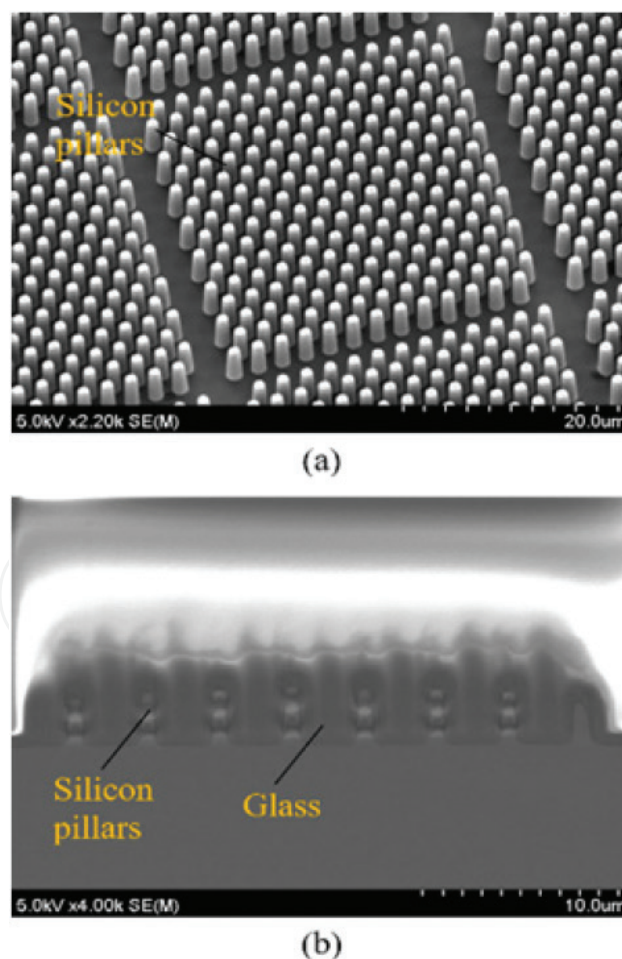 Silicon
pillars
5.0kV x2.20k SE(M)
20.0um
(a)
Silicon
pillars
Glass
5.0kV x4.00k SE(M)
10.0um
(b)